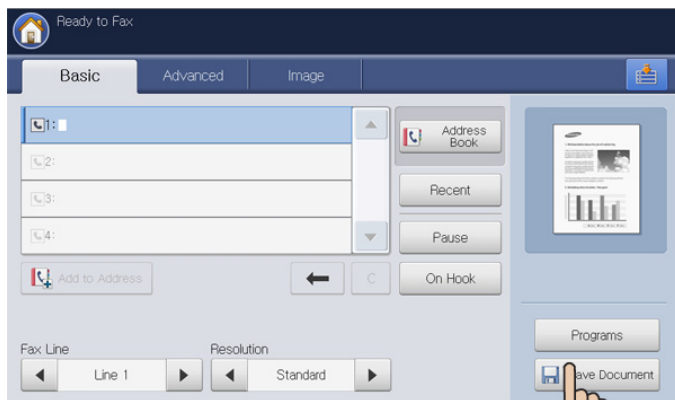 Ready to Fax
Basic
Advanced
Image
1:
Address
Book
2:
3:
Recent
4:
Pause
Add to Address
C
On Hook
Programs
Fax Line
Resolution
Line 1
Standard
ave Document